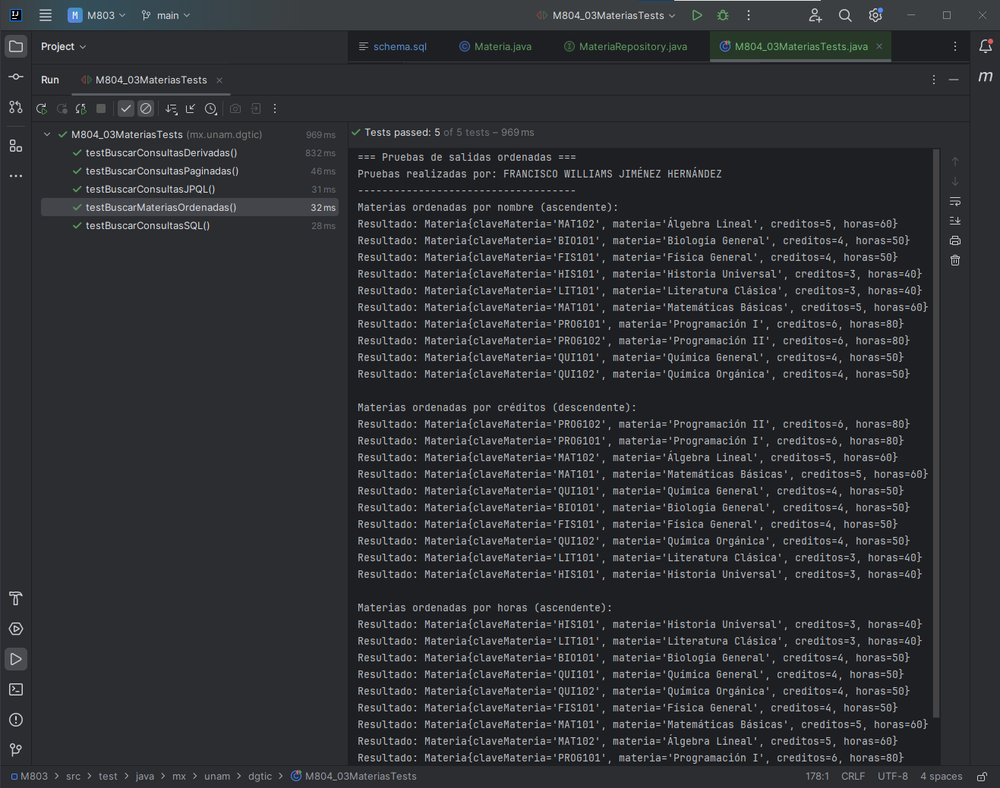 IJ
M M803 main M804_03MateriasTests
Project
schema.sql Materia.java MateriaRepository.java M804_03MateriasTests.java
Run M804_03MateriasTests
m
M804_03MateriasTests (mx.unam.dgtic) 969 ms
testBuscarConsultasDerivadas() 832 ms
testBuscarConsultasPaginadas() 46 ms
testBuscarConsultasJPQL() 31 ms
testBuscarMateriasOrdenadas() 32 ms
testBuscarConsultasSQL() 28 ms
Tests passed: 5 of 5 tests – 969 ms
=== Pruebas de salidas ordenadas ===
Pruebas realizadas por: FRANCISCO WILLIAMS JIMÉNEZ HERNÁNDEZ
------------------------------------
Materias ordenadas por nombre (ascendente):
Resultado: Materia{claveMateria='MAT102', materia='Álgebra Lineal', creditos=5, horas=60}
Resultado: Materia{claveMateria='BIO101', materia='Biología General', creditos=4, horas=50}
Resultado: Materia{claveMateria='FIS101', materia='Física General', creditos=4, horas=50}
Resultado: Materia{claveMateria='HIS101', materia='Historia Universal', creditos=3, horas=40}
Resultado: Materia{claveMateria='LIT101', materia='Literatura Clásica', creditos=3, horas=40}
Resultado: Materia{claveMateria='MAT101', materia='Matemáticas Básicas', creditos=5, horas=60}
Resultado: Materia{claveMateria='PROG101', materia='Programación I', creditos=6, horas=80}
Resultado: Materia{claveMateria='PROG102', materia='Programación II', creditos=6, horas=80}
Resultado: Materia{claveMateria='QUI101', materia='Química General', creditos=4, horas=50}
Resultado: Materia{claveMateria='QUI102', materia='Química Orgánica', creditos=4, horas=50}
Materias ordenadas por créditos (descendente):
Resultado: Materia{claveMateria='PROG102', materia='Programación II', creditos=6, horas=80}
Resultado: Materia{claveMateria='PROG101', materia='Programación I', creditos=6, horas=80}
Resultado: Materia{claveMateria='MAT102', materia='Álgebra Lineal', creditos=5, horas=60}
Resultado: Materia{claveMateria='MAT101', materia='Matemáticas Básicas', creditos=5, horas=60}
Resultado: Materia{claveMateria='QUI101', materia='Química General', creditos=4, horas=50}
Resultado: Materia{claveMateria='BIO101', materia='Biología General', creditos=4, horas=50}
Resultado: Materia{claveMateria='FIS101', materia='Física General', creditos=4, horas=50}
Resultado: Materia{claveMateria='QUI102', materia='Química Orgánica', creditos=4, horas=50}
Resultado: Materia{claveMateria='LIT101', materia='Literatura Clásica', creditos=3, horas=40}
Resultado: Materia{claveMateria='HIS101', materia='Historia Universal', creditos=3, horas=40}
Materias ordenadas por horas (ascendente):
Resultado: Materia{claveMateria='HIS101', materia='Historia Universal', creditos=3, horas=40}
Resultado: Materia{claveMateria='LIT101', materia='Literatura Clásica', creditos=3, horas=40}
Resultado: Materia{claveMateria='BIO101', materia='Biología General', creditos=4, horas=50}
Resultado: Materia{claveMateria='QUI101', materia='Química General', creditos=4, horas=50}
Resultado: Materia{claveMateria='QUI102', materia='Química Orgánica', creditos=4, horas=50}
Resultado: Materia{claveMateria='FIS101', materia='Física General', creditos=4, horas=50}
Resultado: Materia{claveMateria='MAT101', materia='Matemáticas Básicas', creditos=5, horas=60}
Resultado: Materia{claveMateria='MAT102', materia='Álgebra Lineal', creditos=5, horas=60}
Resultado: Materia{claveMateria='PROG101', materia='Programación I', creditos=6, horas=80}
M803 > src > test > java > mx > unam > dgtic > M804_03MateriasTests 178:1 CRLF UTF-8 4 spaces